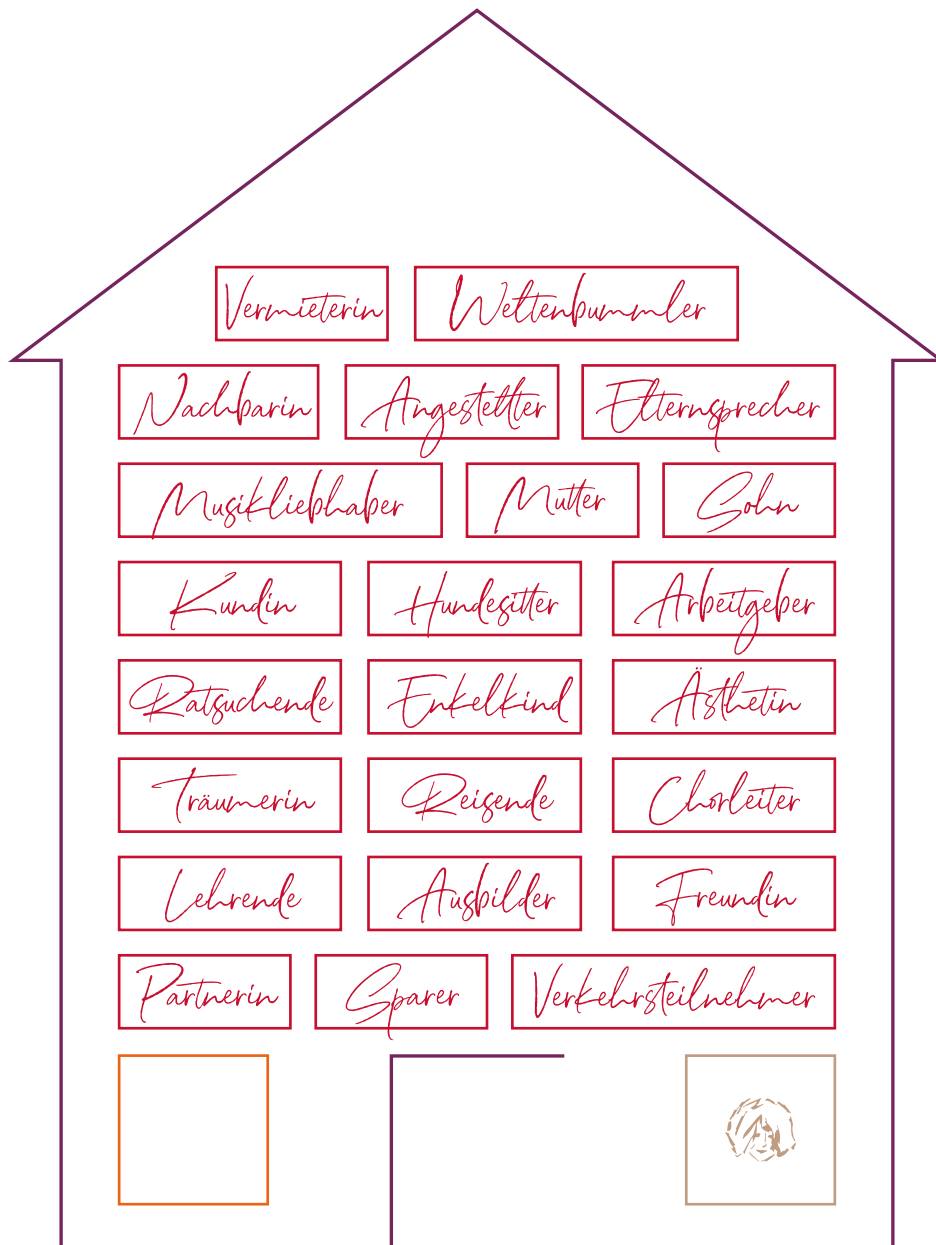 Vermieterin Weltenbummler
Nachbarin Angestellter Elternsprecher
Musikliebhaber Mutter Sohn
Kundin Hundesitter Arbeitgeber
Ratsuchende Enkelkind Ästhetin
Träumerin Reisende Chorleiter
Lehrende Ausbilder Freundin
Partnerin Sparer Verkehrsteilnehmer